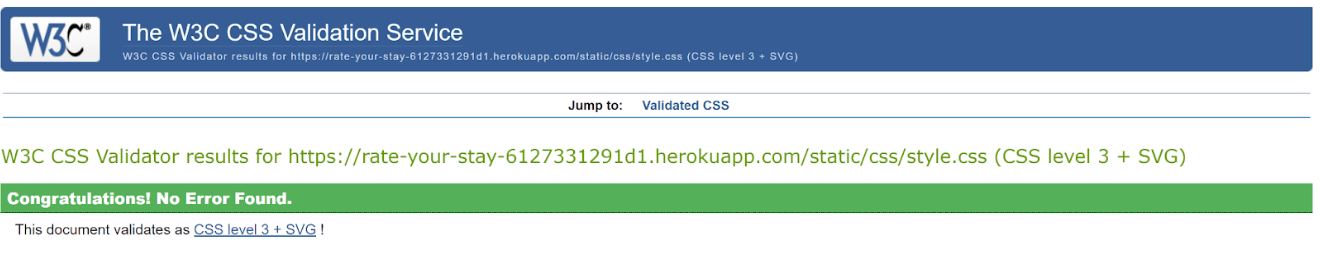 W3C®
The W3C CSS Validation Service
W3C CSS Validator results for https://rate-your-stay-6127331291d1.herokuapp.com/static/css/style.css (CSS level 3 + SVG)
Jump to: Validated CSS
W3C CSS Validator results for https://rate-your-stay-6127331291d1.herokuapp.com/static/css/style.css (CSS level 3 + SVG)
Congratulations! No Error Found.
This document validates as CSS level 3 + SVG !